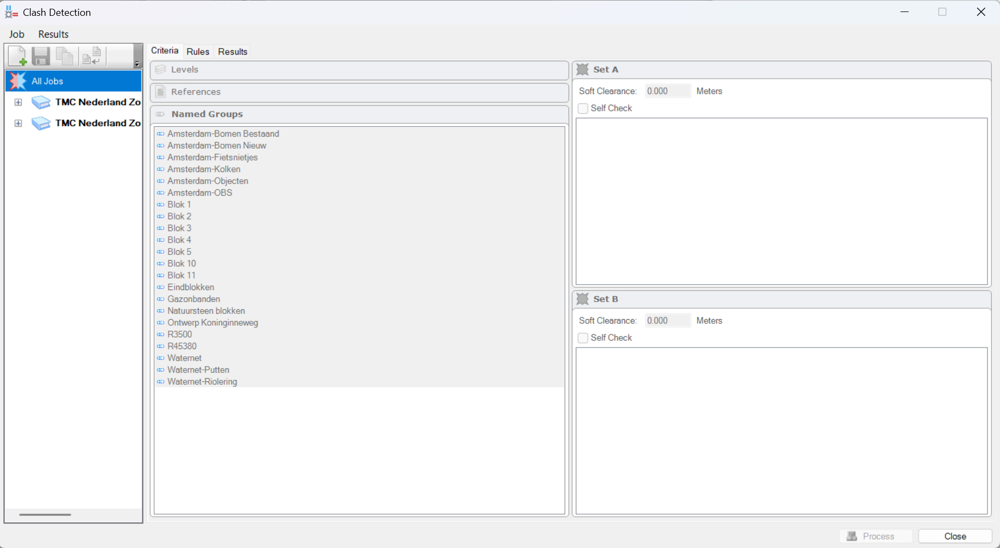 Clash Detection
Job Results
All Jobs
TMC Nederland Zo
TMC Nederland Zo
Criteria Rules Results
Levels
References
Named Groups
Amsterdam-Bomen Bestaand
Amsterdam-Bomen Nieuw
Amsterdam-Fietsnietjes
Amsterdam-Kolken
Amsterdam-Objecten
Amsterdam-OBS
Blok 1
Blok 2
Blok 3
Blok 4
Blok 5
Blok 10
Blok 11
Eindblokken
Gazonbanden
Natuursteen blokken
Ontwerp Koninginneweg
R3500
R45380
Waternet
Waternet-Putten
Waternet-Riolering
Set A
Soft Clearance: 0.000 Meters
Self Check
Set B
Soft Clearance: 0.000 Meters
Self Check
Process Close